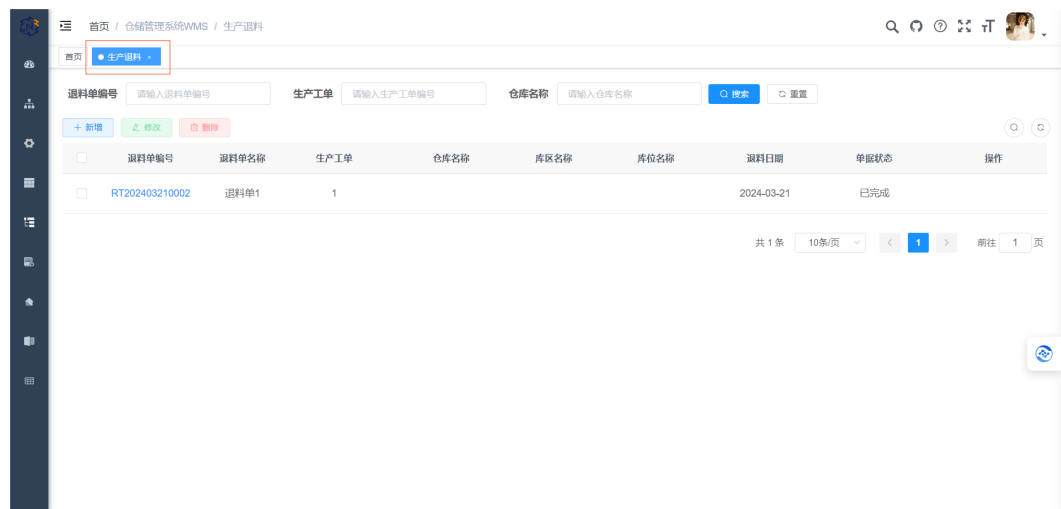 首页 / 仓储管理系统WMS / 生产退料
首页 生产退料 ×
退料单编号 请输入退料单编号 生产工单 请输入生产工单编号 仓库名称 请输入仓库名称 搜索 重置
+ 新增 修改 删除
退料单编号 退料单名称 生产工单 仓库名称 库区名称 库位名称 退料日期 单据状态 操作
RT202403210002 退料单1 1 2024-03-21 已完成
共 1 条 10条/页 < 1 > 前往 1 页